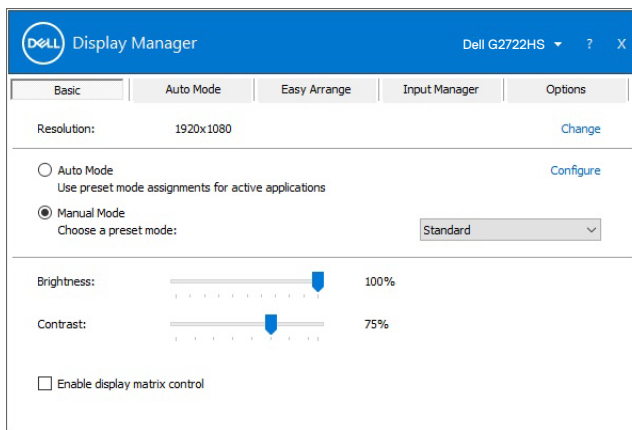 DELL Display Manager Dell G2722HS ? X
Basic Auto Mode Easy Arrange Input Manager Options
Resolution: 1920x1080 Change
Auto Mode Configure
Use preset mode assignments for active applications
Manual Mode
Choose a preset mode: Standard
Brightness: 100%
Contrast: 75%
Enable display matrix control